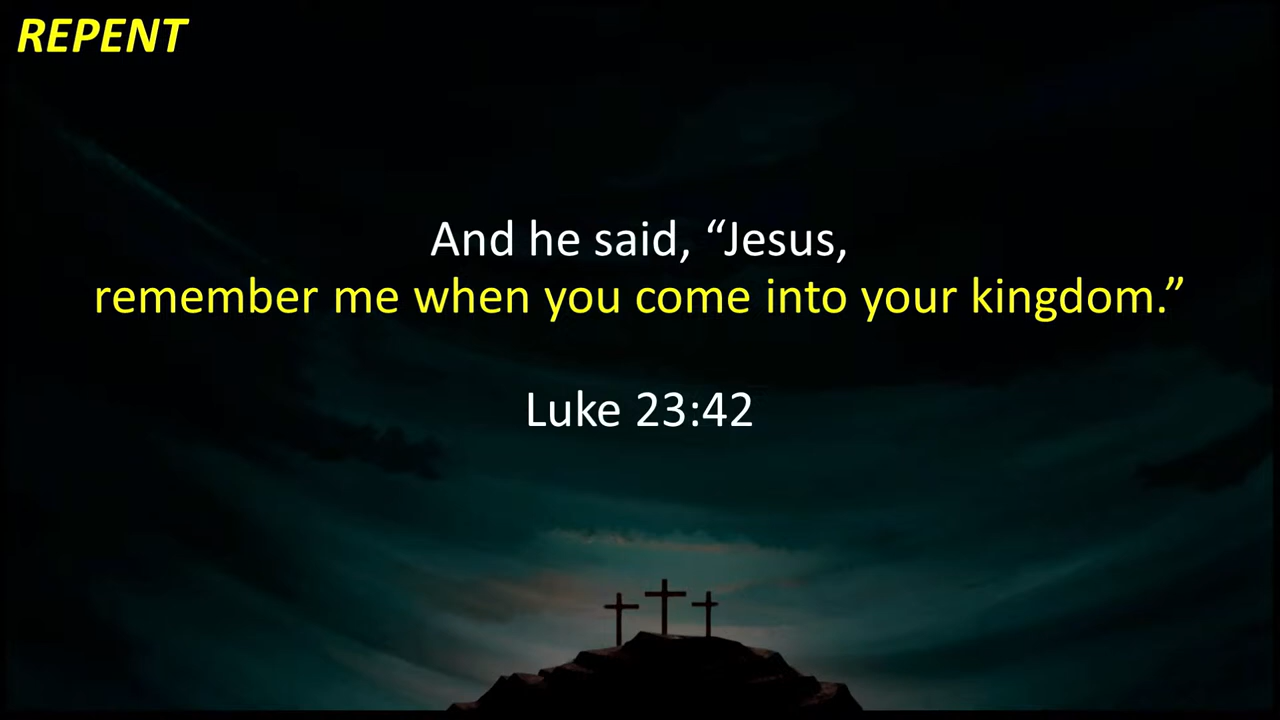 REPENT
And he said, “Jesus,
remember me when you come into your kingdom.”
Luke 23:42